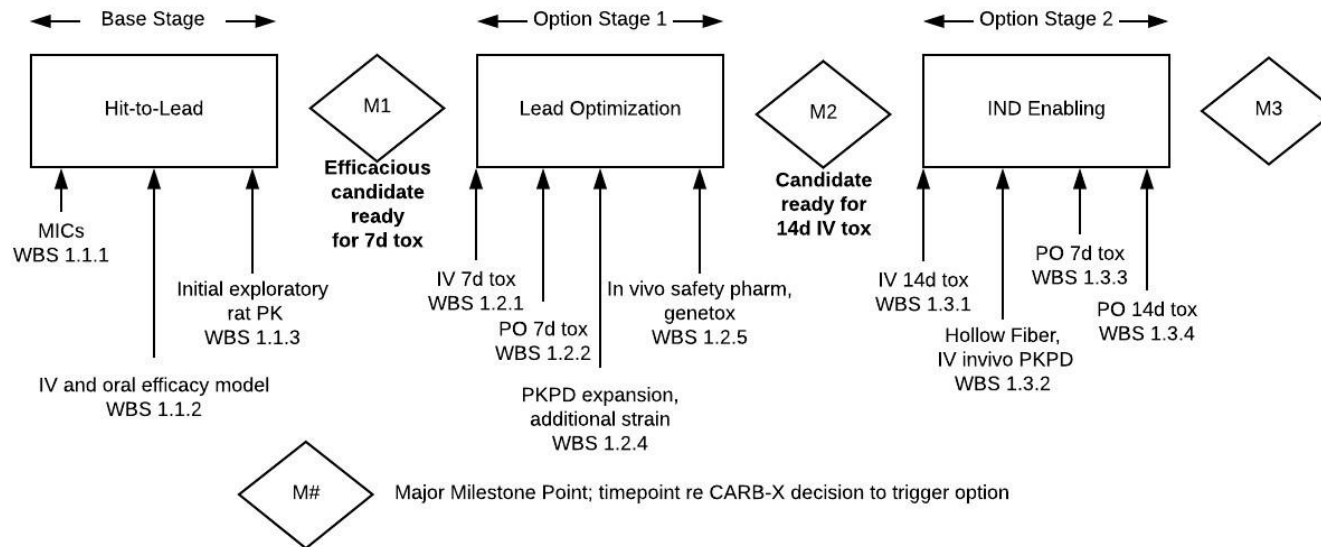 Base Stage
Option Stage 1
Option Stage 2
Hit-to-Lead
M1
Lead Optimization
M2
IND Enabling
M3
Efficacious
candidate
ready
for 7d tox
Candidate
ready for
14d IV tox
MICs
WBS 1.1.1
IV and oral efficacy model
WBS 1.1.2
Initial exploratory
rat PK
WBS 1.1.3
IV 7d tox
WBS 1.2.1
PO 7d tox
WBS 1.2.2
PKPD expansion,
additional strain
WBS 1.2.4
In vivo safety pharm,
genetox
WBS 1.2.5
IV 14d tox
WBS 1.3.1
Hollow Fiber,
IV invivo PKPD
WBS 1.3.2
PO 7d tox
WBS 1.3.3
PO 14d tox
WBS 1.3.4
M#
Major Milestone Point; timepoint re CARB-X decision to trigger option